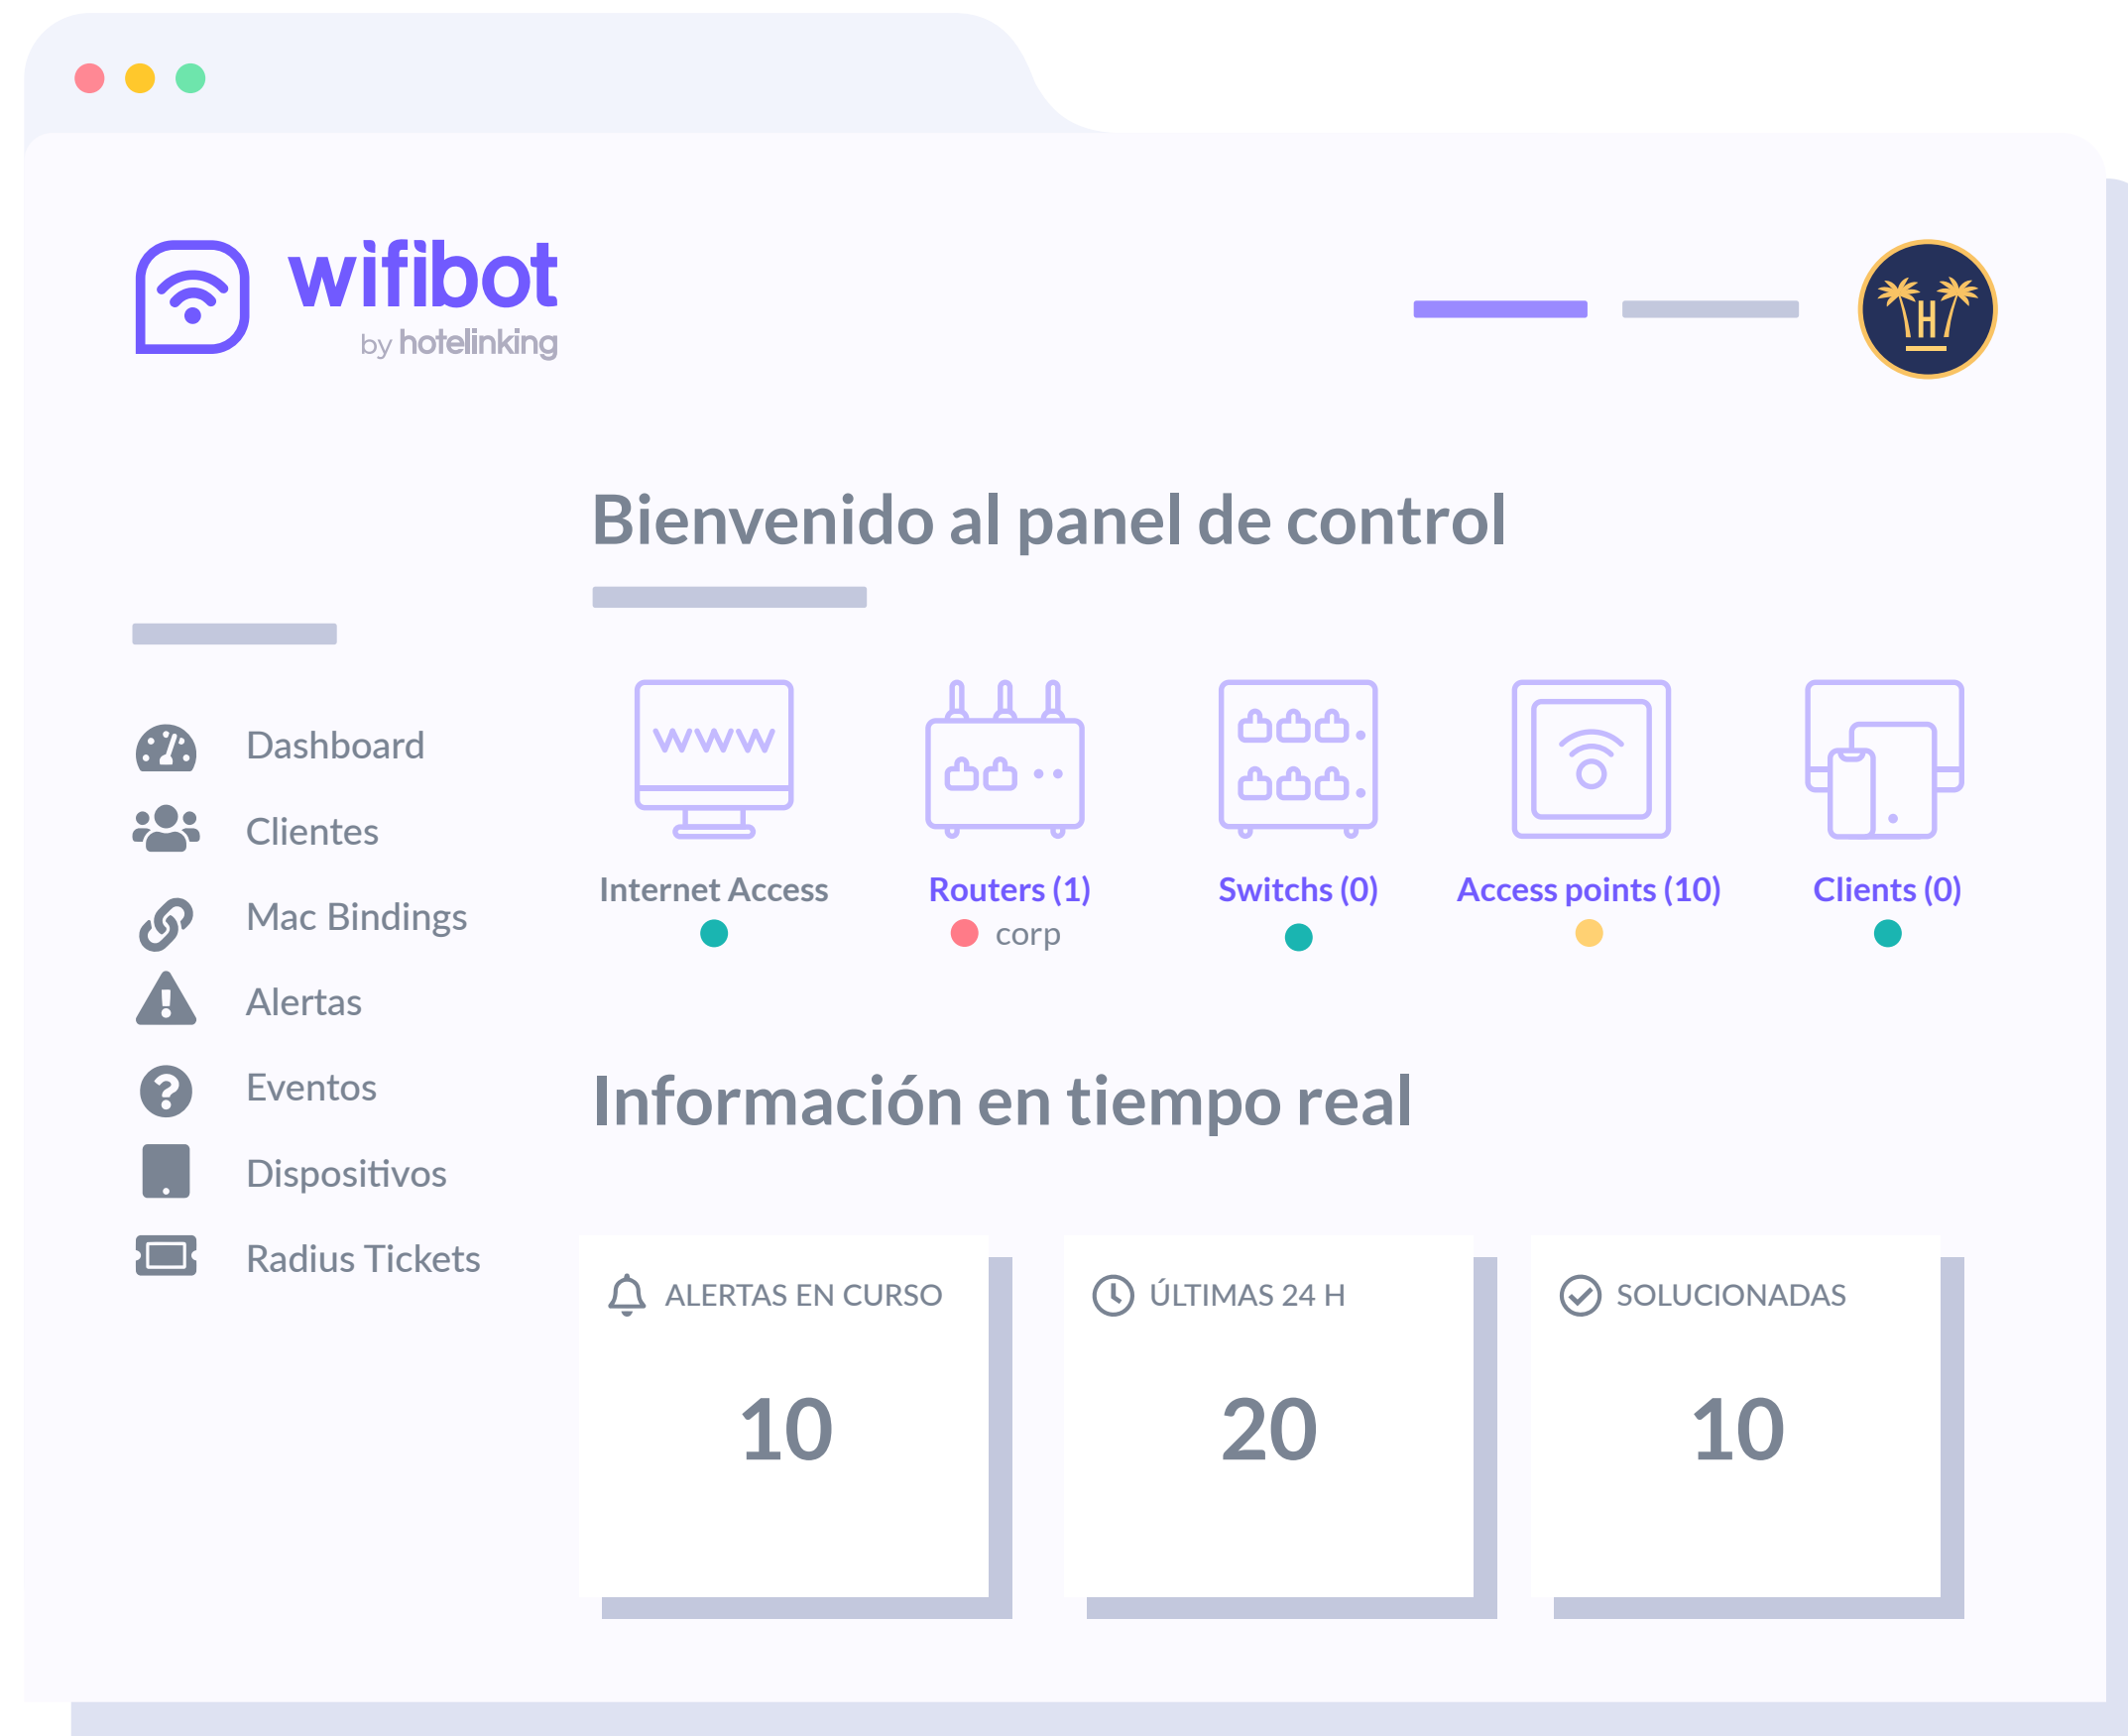 wifibot
by hotelinking
H
Bienvenido al panel de control
Dashboard
Clientes
Mac Bindings
Alertas
Eventos
Dispositivos
Radius Tickets
www
Internet Access
Routers (1)
corp
Switchs (0)
Access points (10)
Clients (0)
Información en tiempo real
ALERTAS EN CURSO
10
ÚLTIMAS 24 H
20
SOLUCIONADAS
10